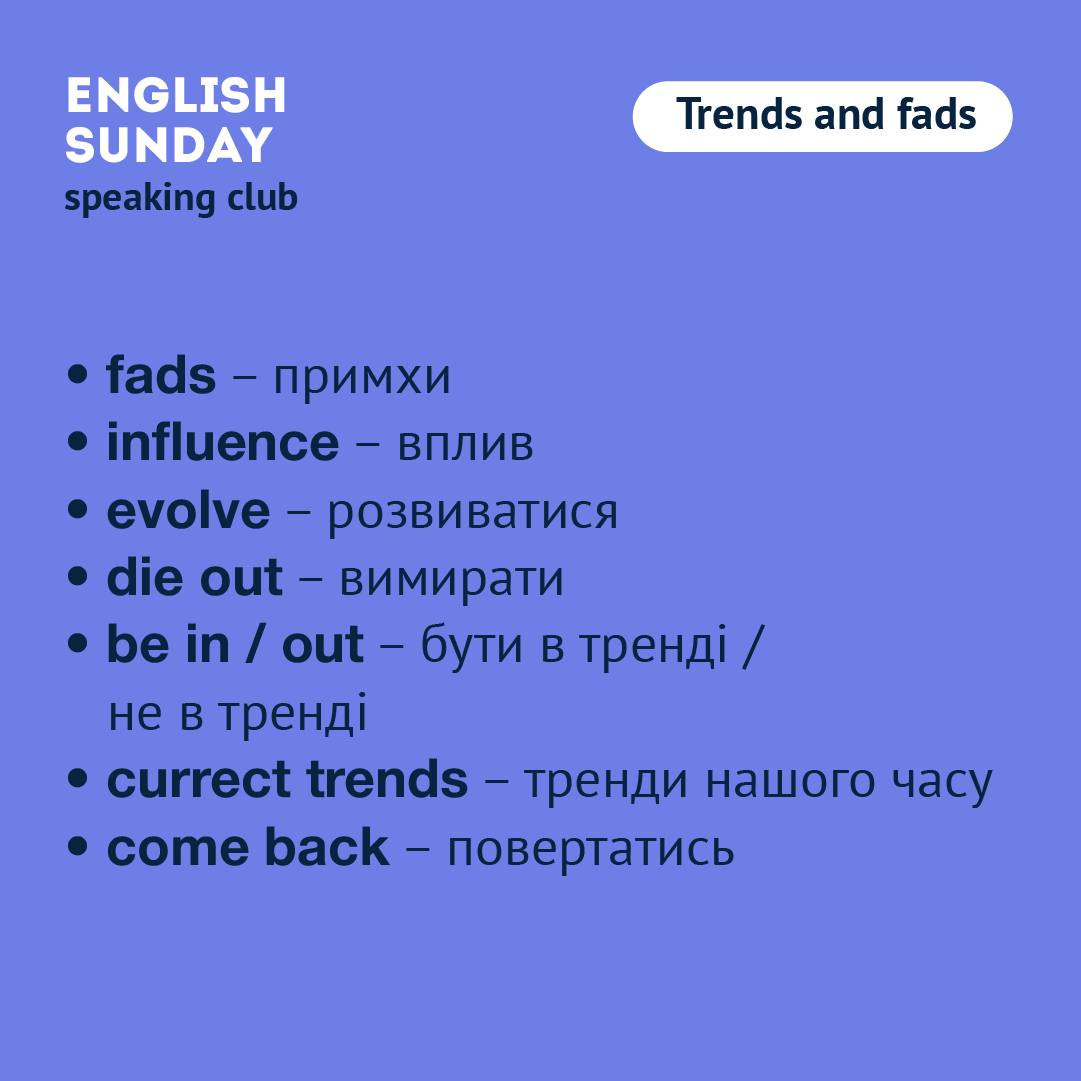 ENGLISH
SUNDAY
speaking club
Trends and fads
• fads – примхи
• influence – вплив
• evolve – розвиватися
• die out – вимирати
• be in / out – бути в тренді /
не в тренді
• currect trends – тренди нашого часу
• come back – повертатись